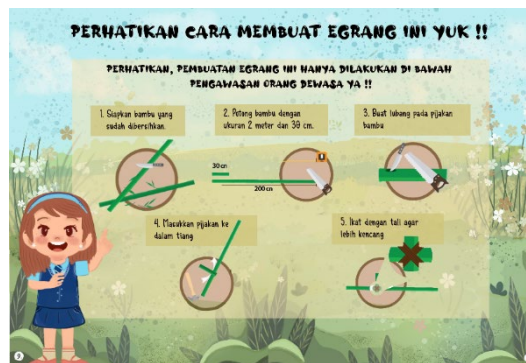 PERHATIKAN CARA MEMBUAT EGRANG INI YUK !!
PERHATIKAN, PEMBUATAN EGRANG INI HANYA DILAKUKAN DI BAWAH
PENGAWASAN ORANG DEWASA YA !!
1. Siapkan bambu yang
sudah dibersihkan.
2. Potong bambu dengan
ukuran 2 meter dan 30 cm.
3. Buat lubang pada pijakan
bambu
30 cm
200 cm
4. Masukkan pijakan ke
dalam tiang
5. Ikat dengan tali agar
lebih kencang